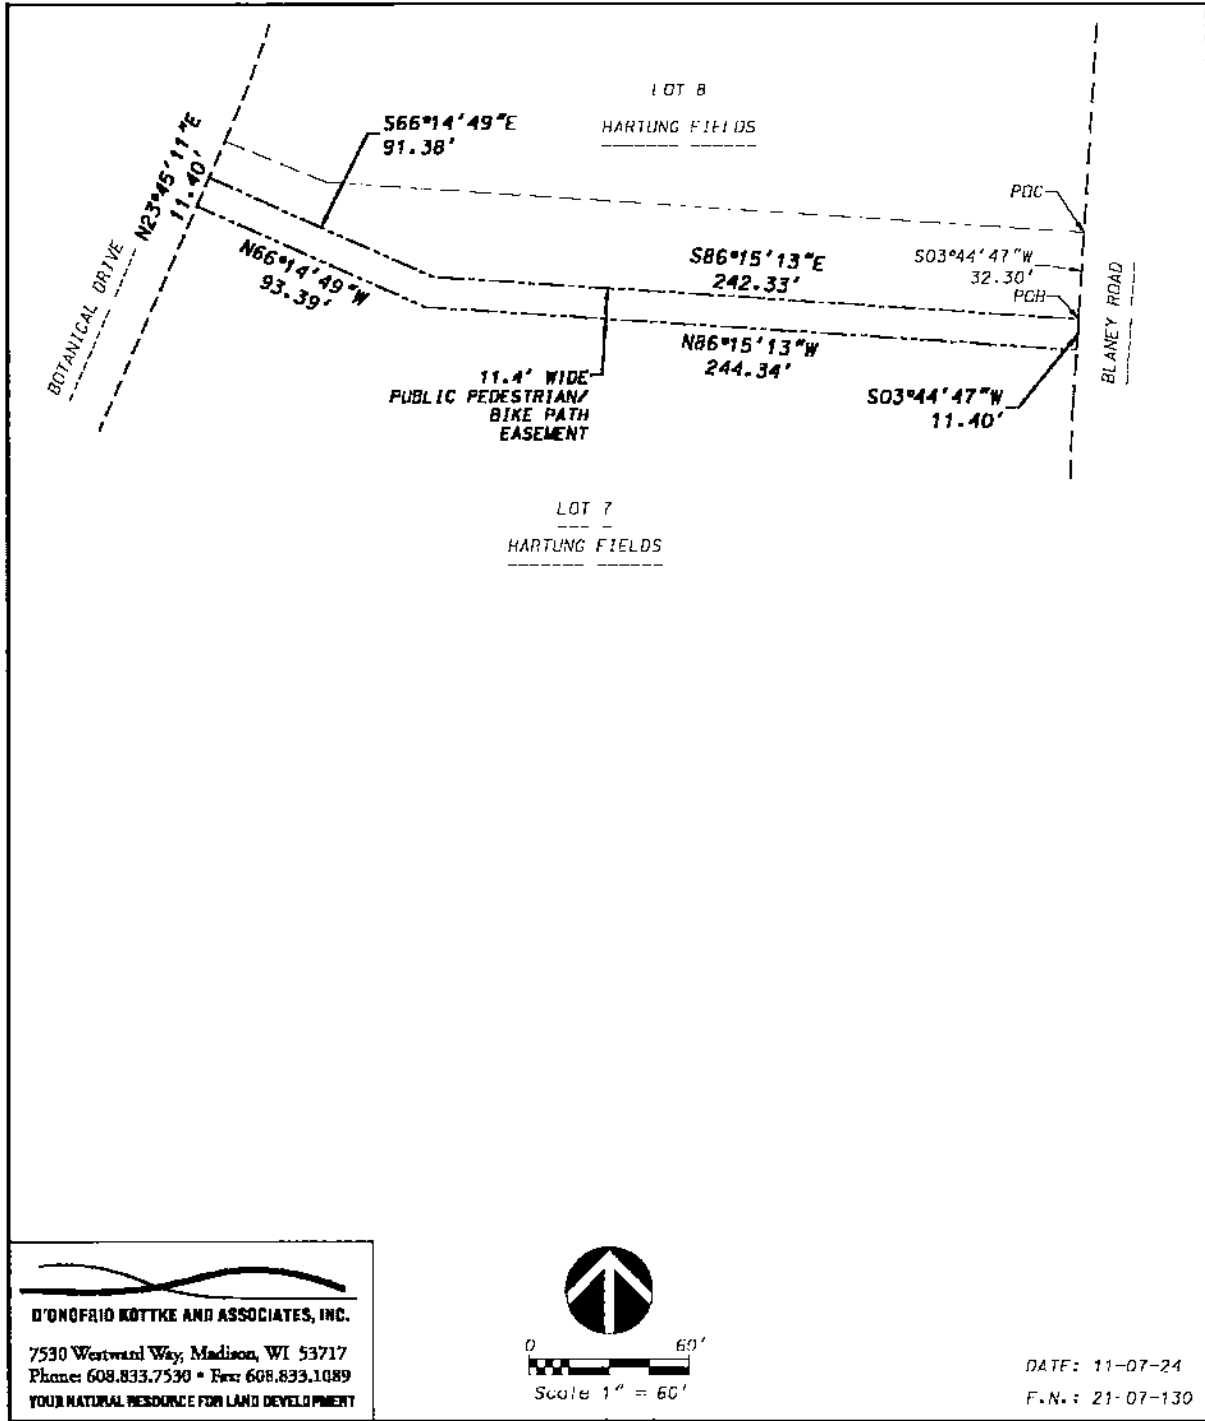 LOT 8
HARTUNG FIELDS
S66°14'49"E
91.38'
N23°45'11"E
11.40'
BOTANICAL DRIVE
N66°14'49"W
93.39'
POC
S86°15'13"E
242.33'
S03°44'47"W
32.30'
POB
BLANEY ROAD
N86°15'13"W
244.34'
11.4' WIDE
PUBLIC PEDESTRIAN/
BIKE PATH
EASEMENT
S03°44'47"W
11.40'
LOT 7
HARTUNG FIELDS
D'ONOFRIO KOTTKE AND ASSOCIATES, INC.
7530 Westward Way, Madison, WI 53717
Phone: 608.833.7530 • Fax: 608.833.1089
YOUR NATURAL RESOURCE FOR LAND DEVELOPMENT
0 60'
Scale 1" = 60'
DATE: 11-07-24
F.N.: 21-07-130